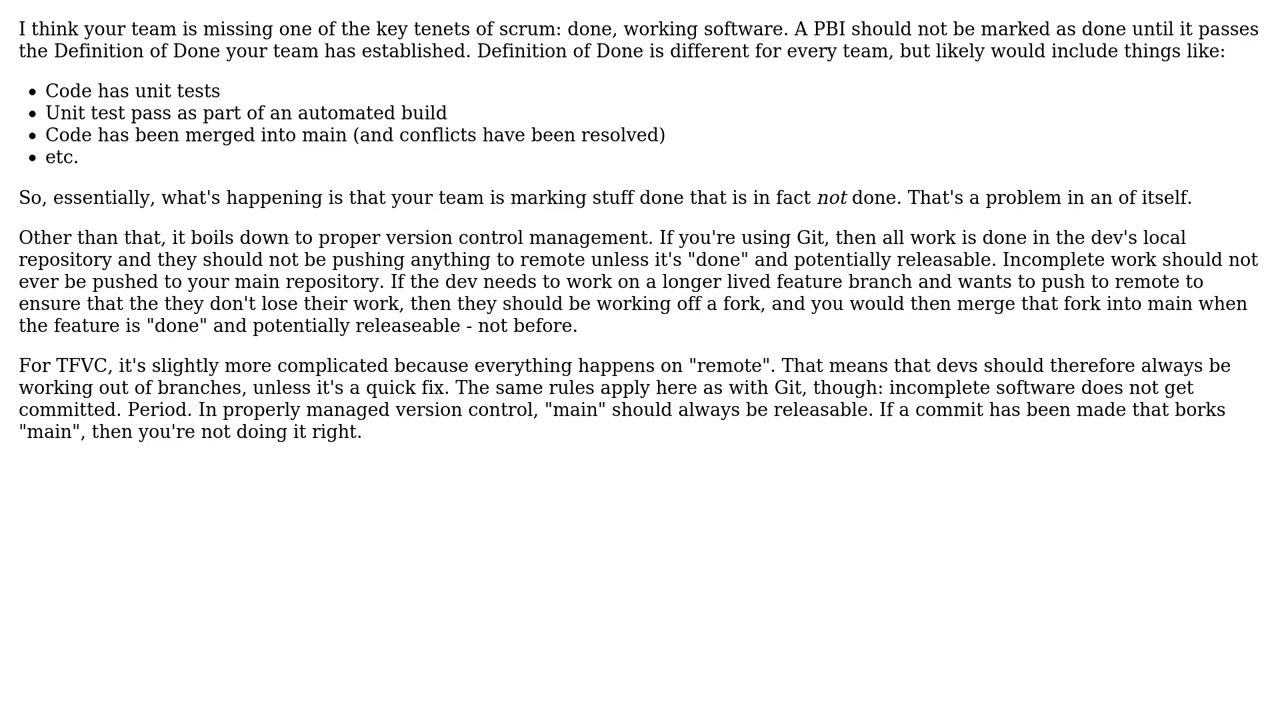 I think your team is missing one of the key tenets of scrum: done, working software. A PBI should not be marked as done until it passes
the Definition of Done your team has established. Definition of Done is different for every team, but likely would include things like:
• Code has unit tests
• Unit test pass as part of an automated build
• Code has been merged into main (and conflicts have been resolved)
• etc.
So, essentially, what's happening is that your team is marking stuff done that is in fact not done. That's a problem in an of itself.
Other than that, it boils down to proper version control management. If you're using Git, then all work is done in the dev's local
repository and they should not be pushing anything to remote unless it's "done" and potentially releasable. Incomplete work should not
ever be pushed to your main repository. If the dev needs to work on a longer lived feature branch and wants to push to remote to
ensure that the they don't lose their work, then they should be working off a fork, and you would then merge that fork into main when
the feature is "done" and potentially releaseable - not before.
For TFVC, it's slightly more complicated because everything happens on "remote". That means that devs should therefore always be
working out of branches, unless it's a quick fix. The same rules apply here as with Git, though: incomplete software does not get
committed. Period. In properly managed version control, "main" should always be releasable. If a commit has been made that borks
"main", then you're not doing it right.